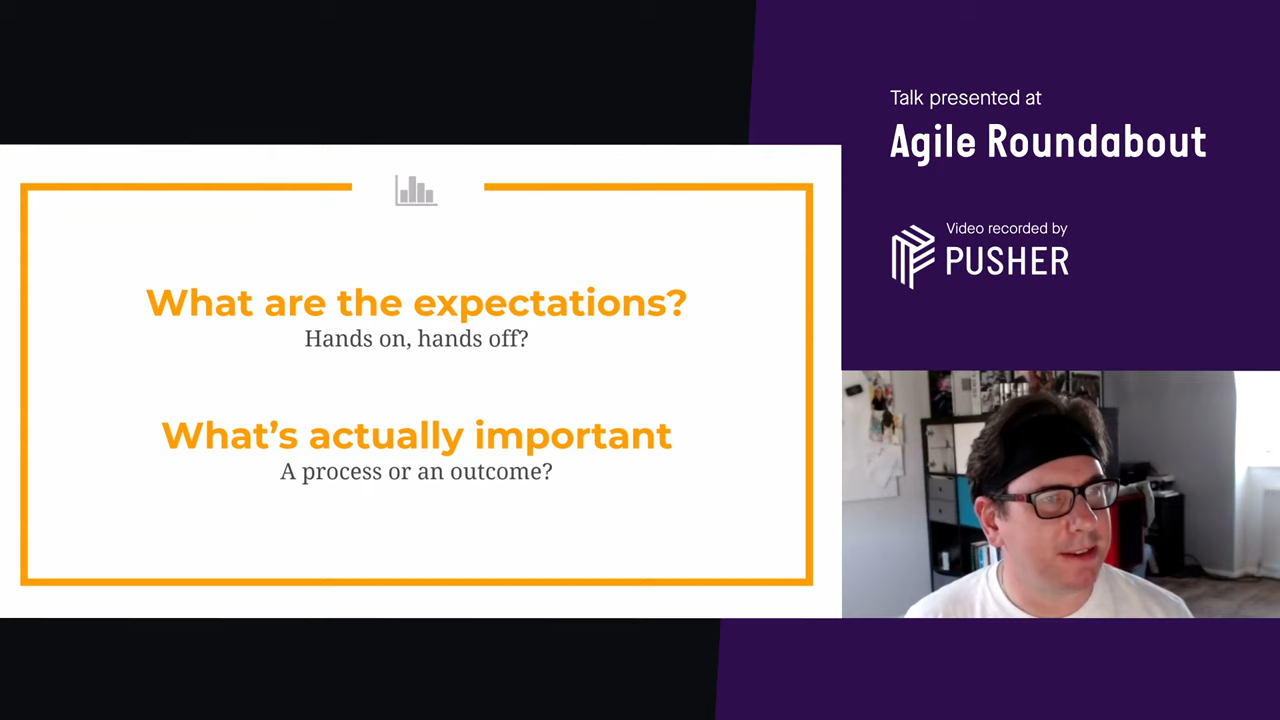 What are the expectations?
Hands on, hands off?
What's actually important
A process or an outcome?
Talk presented at
Agile Roundabout
Video recorded by
PUSHER